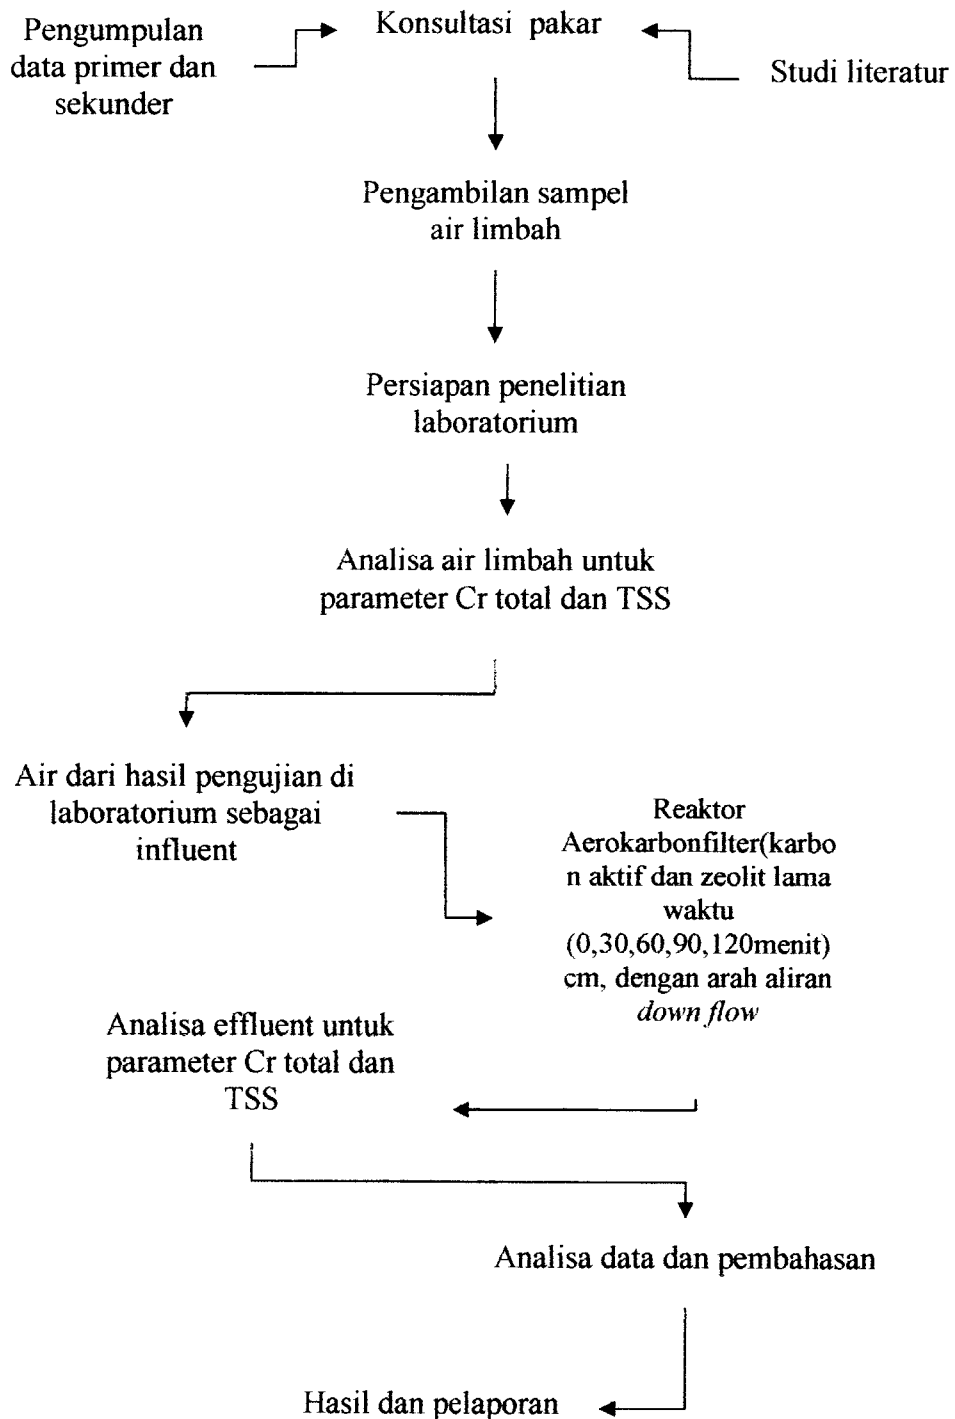 Pengumpulan
data primer dan
sekunder
Konsultasi pakar
Studi literatur
Pengambilan sampel
air limbah
Persiapan penelitian
laboratorium
Analisa air limbah untuk
parameter Cr total dan TSS
Air dari hasil pengujian di
laboratorium sebagai
influent
Reaktor
Aerokarbonfilter(karbo
n aktif dan zeolit lama
waktu
(0,30,60,90,120menit)
cm, dengan arah aliran
down flow
Analisa effluent untuk
parameter Cr total dan
TSS
Analisa data dan pembahasan
Hasil dan pelaporan